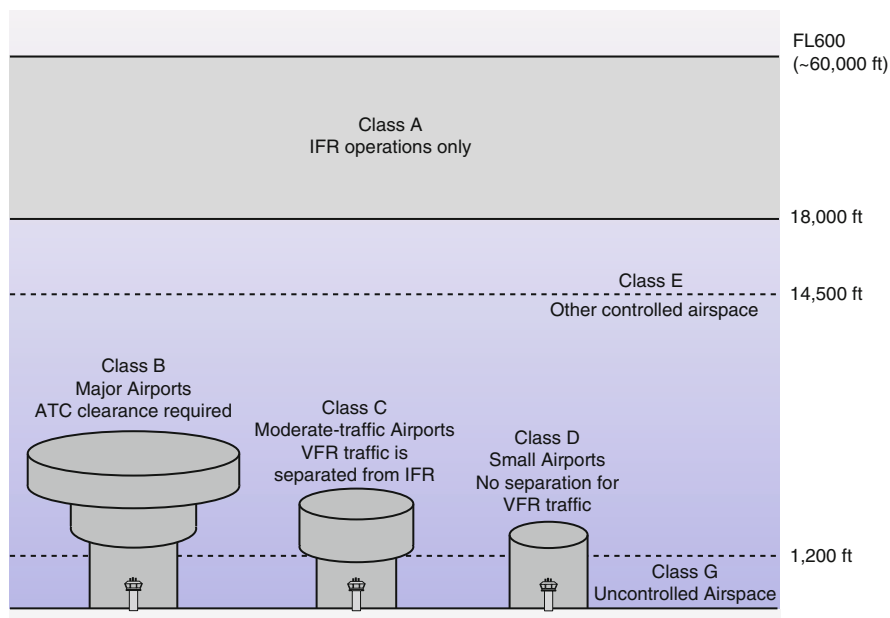 FL600
(~60,000 ft)
Class A
IFR operations only
18,000 ft
Class E
14,500 ft
Other controlled airspace
Class B
Major Airports
ATC clearance required
Class C
Moderate-traffic Airports
VFR traffic is
separated from IFR
Class D
Small Airports
No separation for
VFR traffic
1,200 ft
Class G
Uncontrolled Airspace